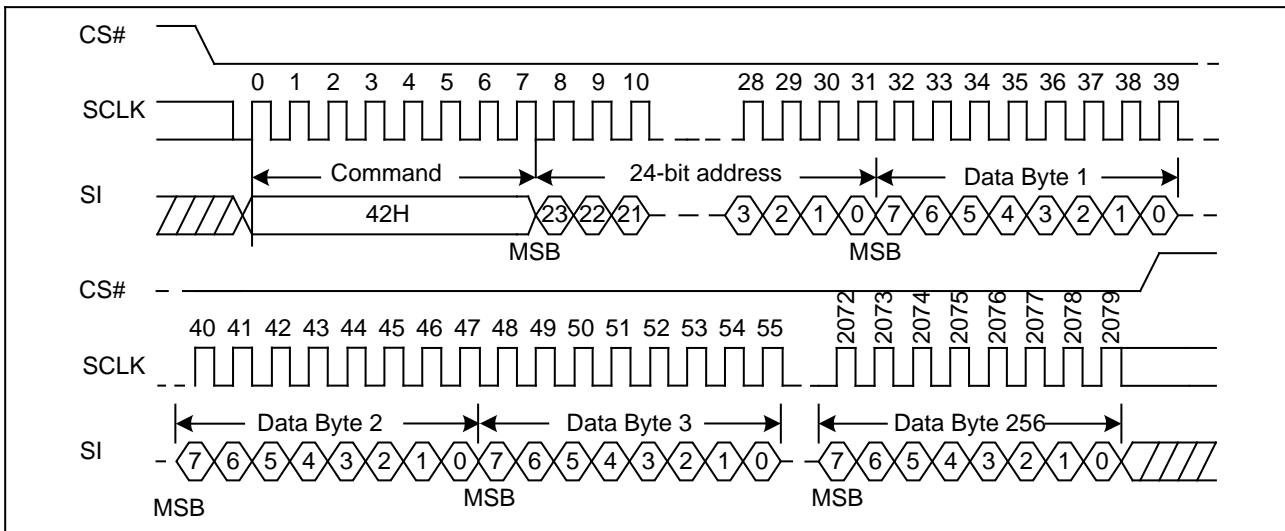 CS#
0 1 2 3 4 5 6 7 8 9 10 28 29 30 31 32 33 34 35 36 37 38 39
SCLK
Command 24-bit address Data Byte 1
SI
42H 23 22 21 3 2 1 0 7 6 5 4 3 2 1 0
MSB MSB
CS#
40 41 42 43 44 45 46 47 48 49 50 51 52 53 54 55 2072 2073 2074 2075 2076 2077 2078 2079
SCLK
Data Byte 2 Data Byte 3 Data Byte 256
SI
7 6 5 4 3 2 1 0 7 6 5 4 3 2 1 0 7 6 5 4 3 2 1 0
MSB MSB MSB